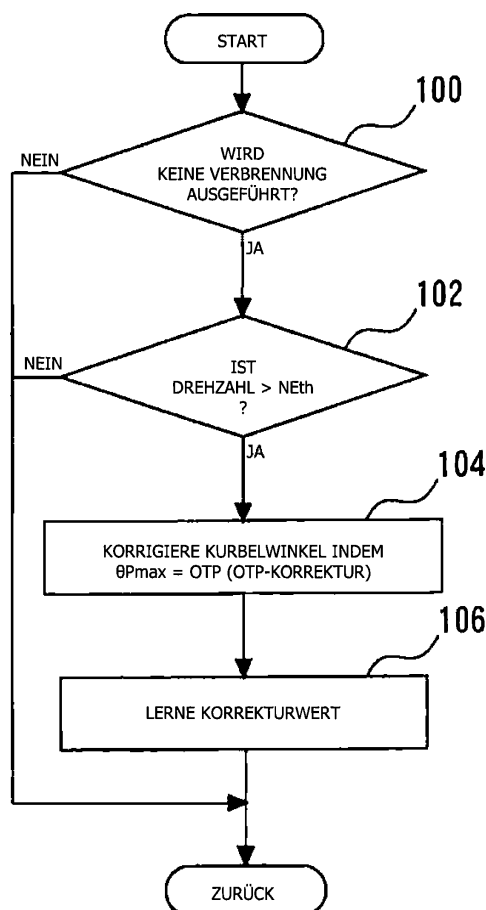 START
100
WIRD
KEINE VERBRENNUNG
AUSGEFÜHRT?
NEIN
JA
102
IST
DREHZAHL > NEth
?
NEIN
JA
104
KORRIGIERE KURBELWINKEL INDEM
θPmax = OTP (OTP-KORREKTUR)
106
LERNE KORREKTURWERT
ZURÜCK